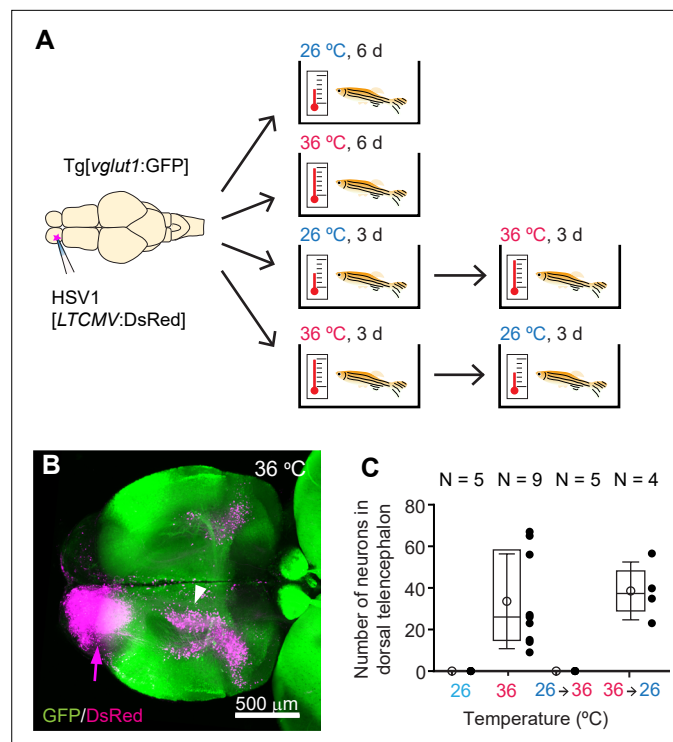 A
26 ºC, 6 d
36 ºC, 6 d
Tg[vglut1:GFP]
26 ºC, 3 d
36 ºC, 3 d
HSV1
[LTCMV:DsRed]
36 ºC, 3 d
26 ºC, 3 d
B
36 ºC
GFP/DsRed
500 µm
C
N = 5 N = 9 N = 5 N = 4
Number of neurons in
dorsal telencephalon
80
60
40
20
0
26 36 26→36 36→26
Temperature (ºC)